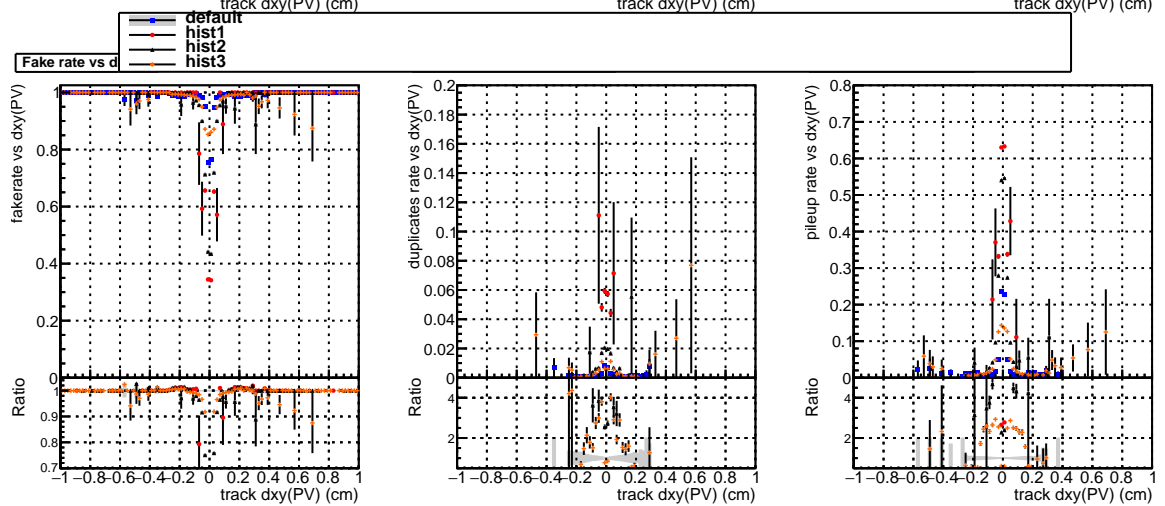 track dxy(PV) (cm) track dxy(PV) (cm) track dxy(PV) (cm)
default
hist1
hist2
hist3
Fake rate vs d
fakerate vs dxy(PV)
1
0.8
0.6
0.4
0.2
0
Ratio
1
0.9
0.8
0.7
−1 −0.8 −0.6 −0.4 −0.2 0 0.2 0.4 0.6 0.8 1
track dxy(PV) (cm)
duplicates rate vs dxy(PV)
0.2
0.18
0.16
0.14
0.12
0.1
0.08
0.06
0.04
0.02
0
Ratio
4
2
−1 −0.8 −0.6 −0.4 −0.2 0 0.2 0.4 0.6 0.8 1
track dxy(PV) (cm)
pileup rate vs dxy(PV)
0.8
0.7
0.6
0.5
0.4
0.3
0.2
0.1
0
Ratio
4
2
−1 −0.8 −0.6 −0.4 −0.2 0 0.2 0.4 0.6 0.8 1
track dxy(PV) (cm)